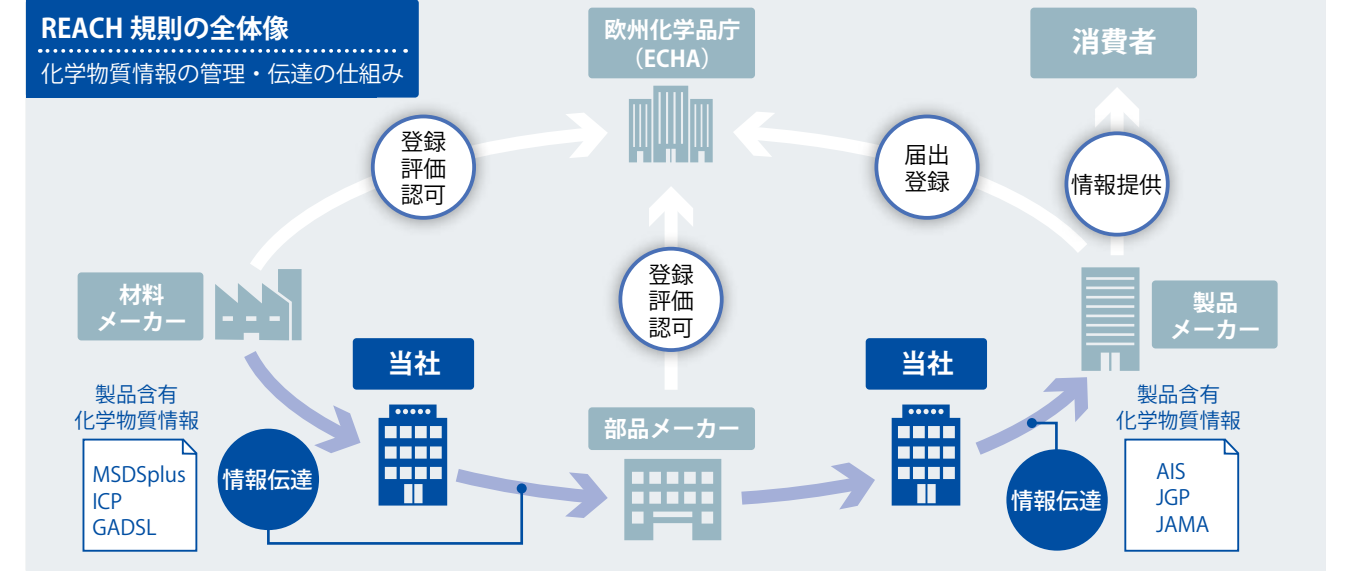 REACH 規則の全体像
化学物質情報の管理・伝達の仕組み
欧州化学品庁
（ECHA）
消費者
登録
評価
認可
届出
登録
情報提供
登録
評価
認可
材料
メーカー
製品
メーカー
当社
当社
部品メーカー
製品含有
化学物質情報
MSDSplus
ICP
GADSL
情報伝達
情報伝達
製品含有
化学物質情報
AIS
JGP
JAMA